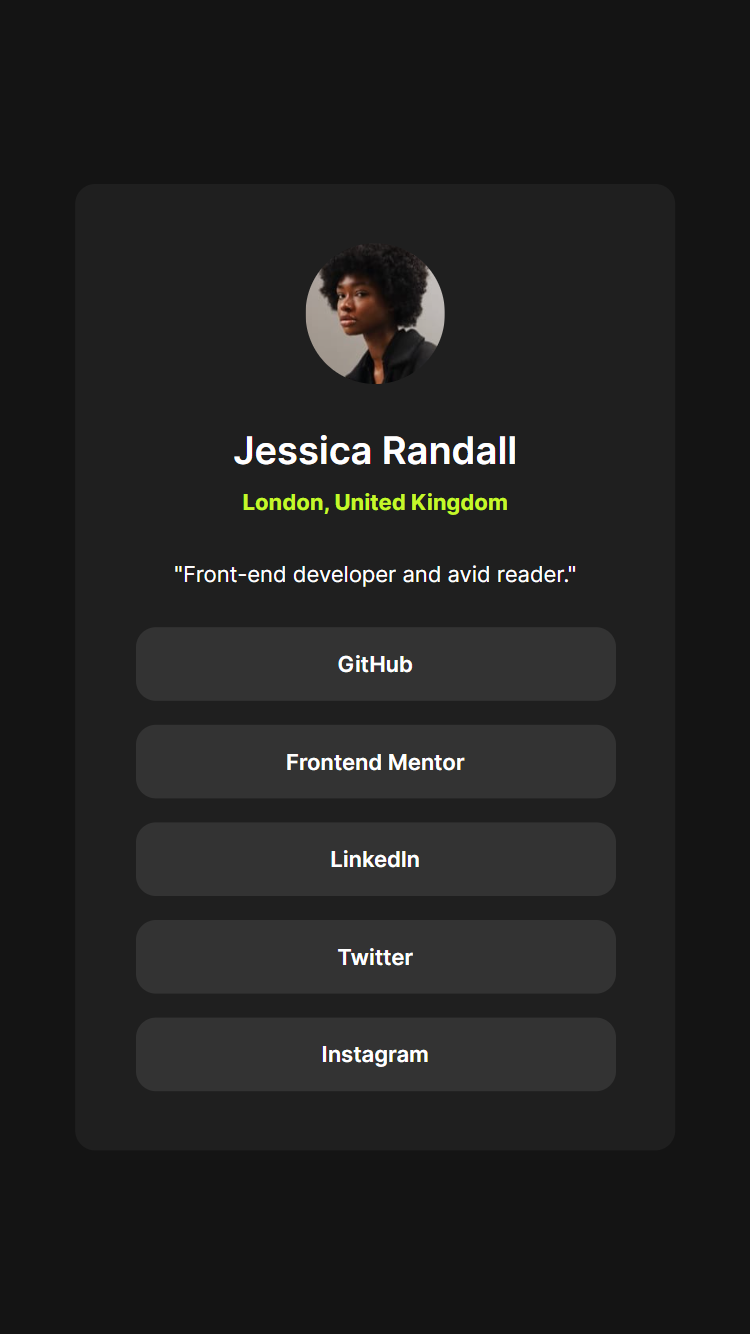 Jessica Randall
London, United Kingdom
"Front-end developer and avid reader."
GitHub
Frontend Mentor
LinkedIn
Twitter
Instagram